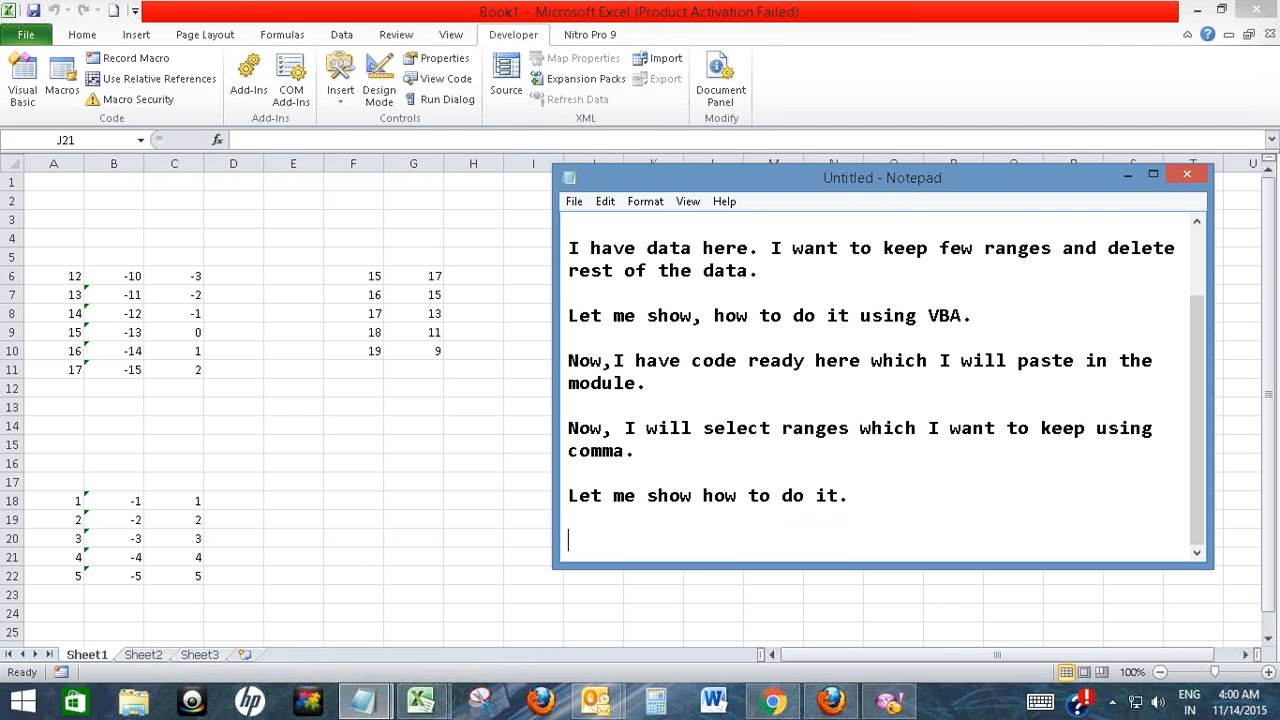 Book1 - Microsoft Excel (Product Activation Failed)
File Home Insert Page Layout Formulas Data Review View Developer Nitro Pro 9
Visual Basic
Macros
Record Macro
Use Relative References
Macro Security
Code
Add-Ins
COM Add-Ins
Add-Ins
Insert
Design Mode
Properties
View Code
Run Dialog
Controls
Source
Map Properties
Expansion Packs
Refresh Data
Import
Export
XML
Document Panel
Modify
J21
fx
A B C D E F G H I
1
2
3
4
5
6 12 -10 -3 15 17
7 13 -11 -2 16 15
8 14 -12 -1 17 13
9 15 -13 0 18 11
10 16 -14 1 19 9
11 17 -15 2
12
13
14
15
16
17
18 1 -1 1
19 2 -2 2
20 3 -3 3
21 4 -4 4
22 5 -5 5
23
24
25
Untitled - Notepad
File Edit Format View Help
I have data here. I want to keep few ranges and delete
rest of the data.
Let me show, how to do it using VBA.
Now,I have code ready here which I will paste in the
module.
Now, I will select ranges which I want to keep using
comma.
Let me show how to do it.
Sheet1 Sheet2 Sheet3
Ready
100%
ENG
IN
4:00 AM
11/14/2015